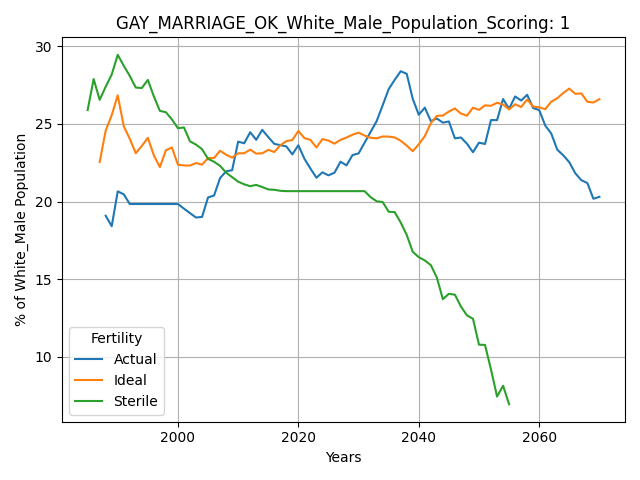 GAY_MARRIAGE_OK_White_Male_Population_Scoring: 1
% of White_Male Population
30
25
20
15
10
Fertility
Actual
Ideal
Sterile
2000 2020 2040 2060
Years